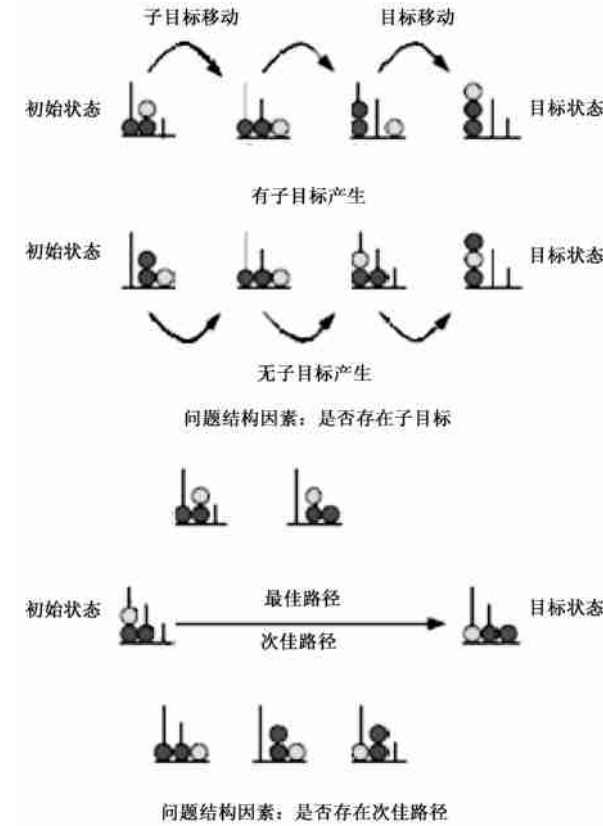 子目标移动 目标移动
初始状态 目标状态
有子目标产生
初始状态 目标状态
无子目标产生
问题结构因素：是否存在子目标
最佳路径
初始状态 目标状态
次佳路径
问题结构因素：是否存在次佳路径